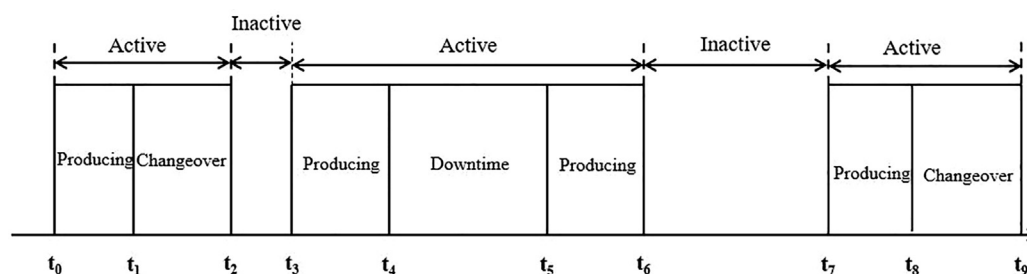 Inactive
Active Active Inactive Active
Producing Changeover Producing Downtime Producing Producing Changeover
t0 t1 t2 t3 t4 t5 t6 t7 t8 t9